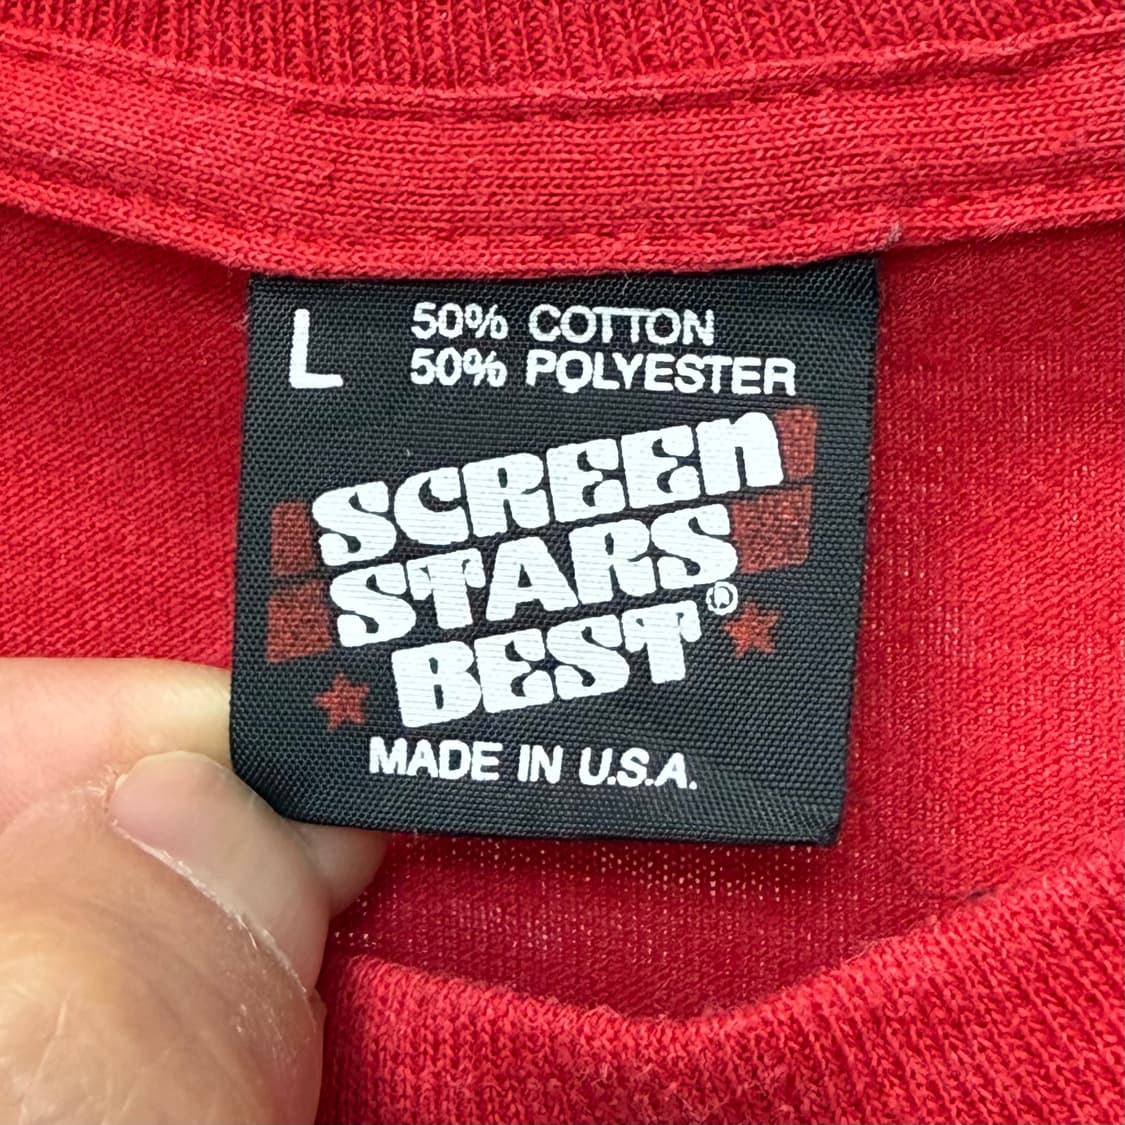 L
50% COTTON
50% POLYESTER
SCREEN
STARS
BEST®
MADE IN U.S.A.